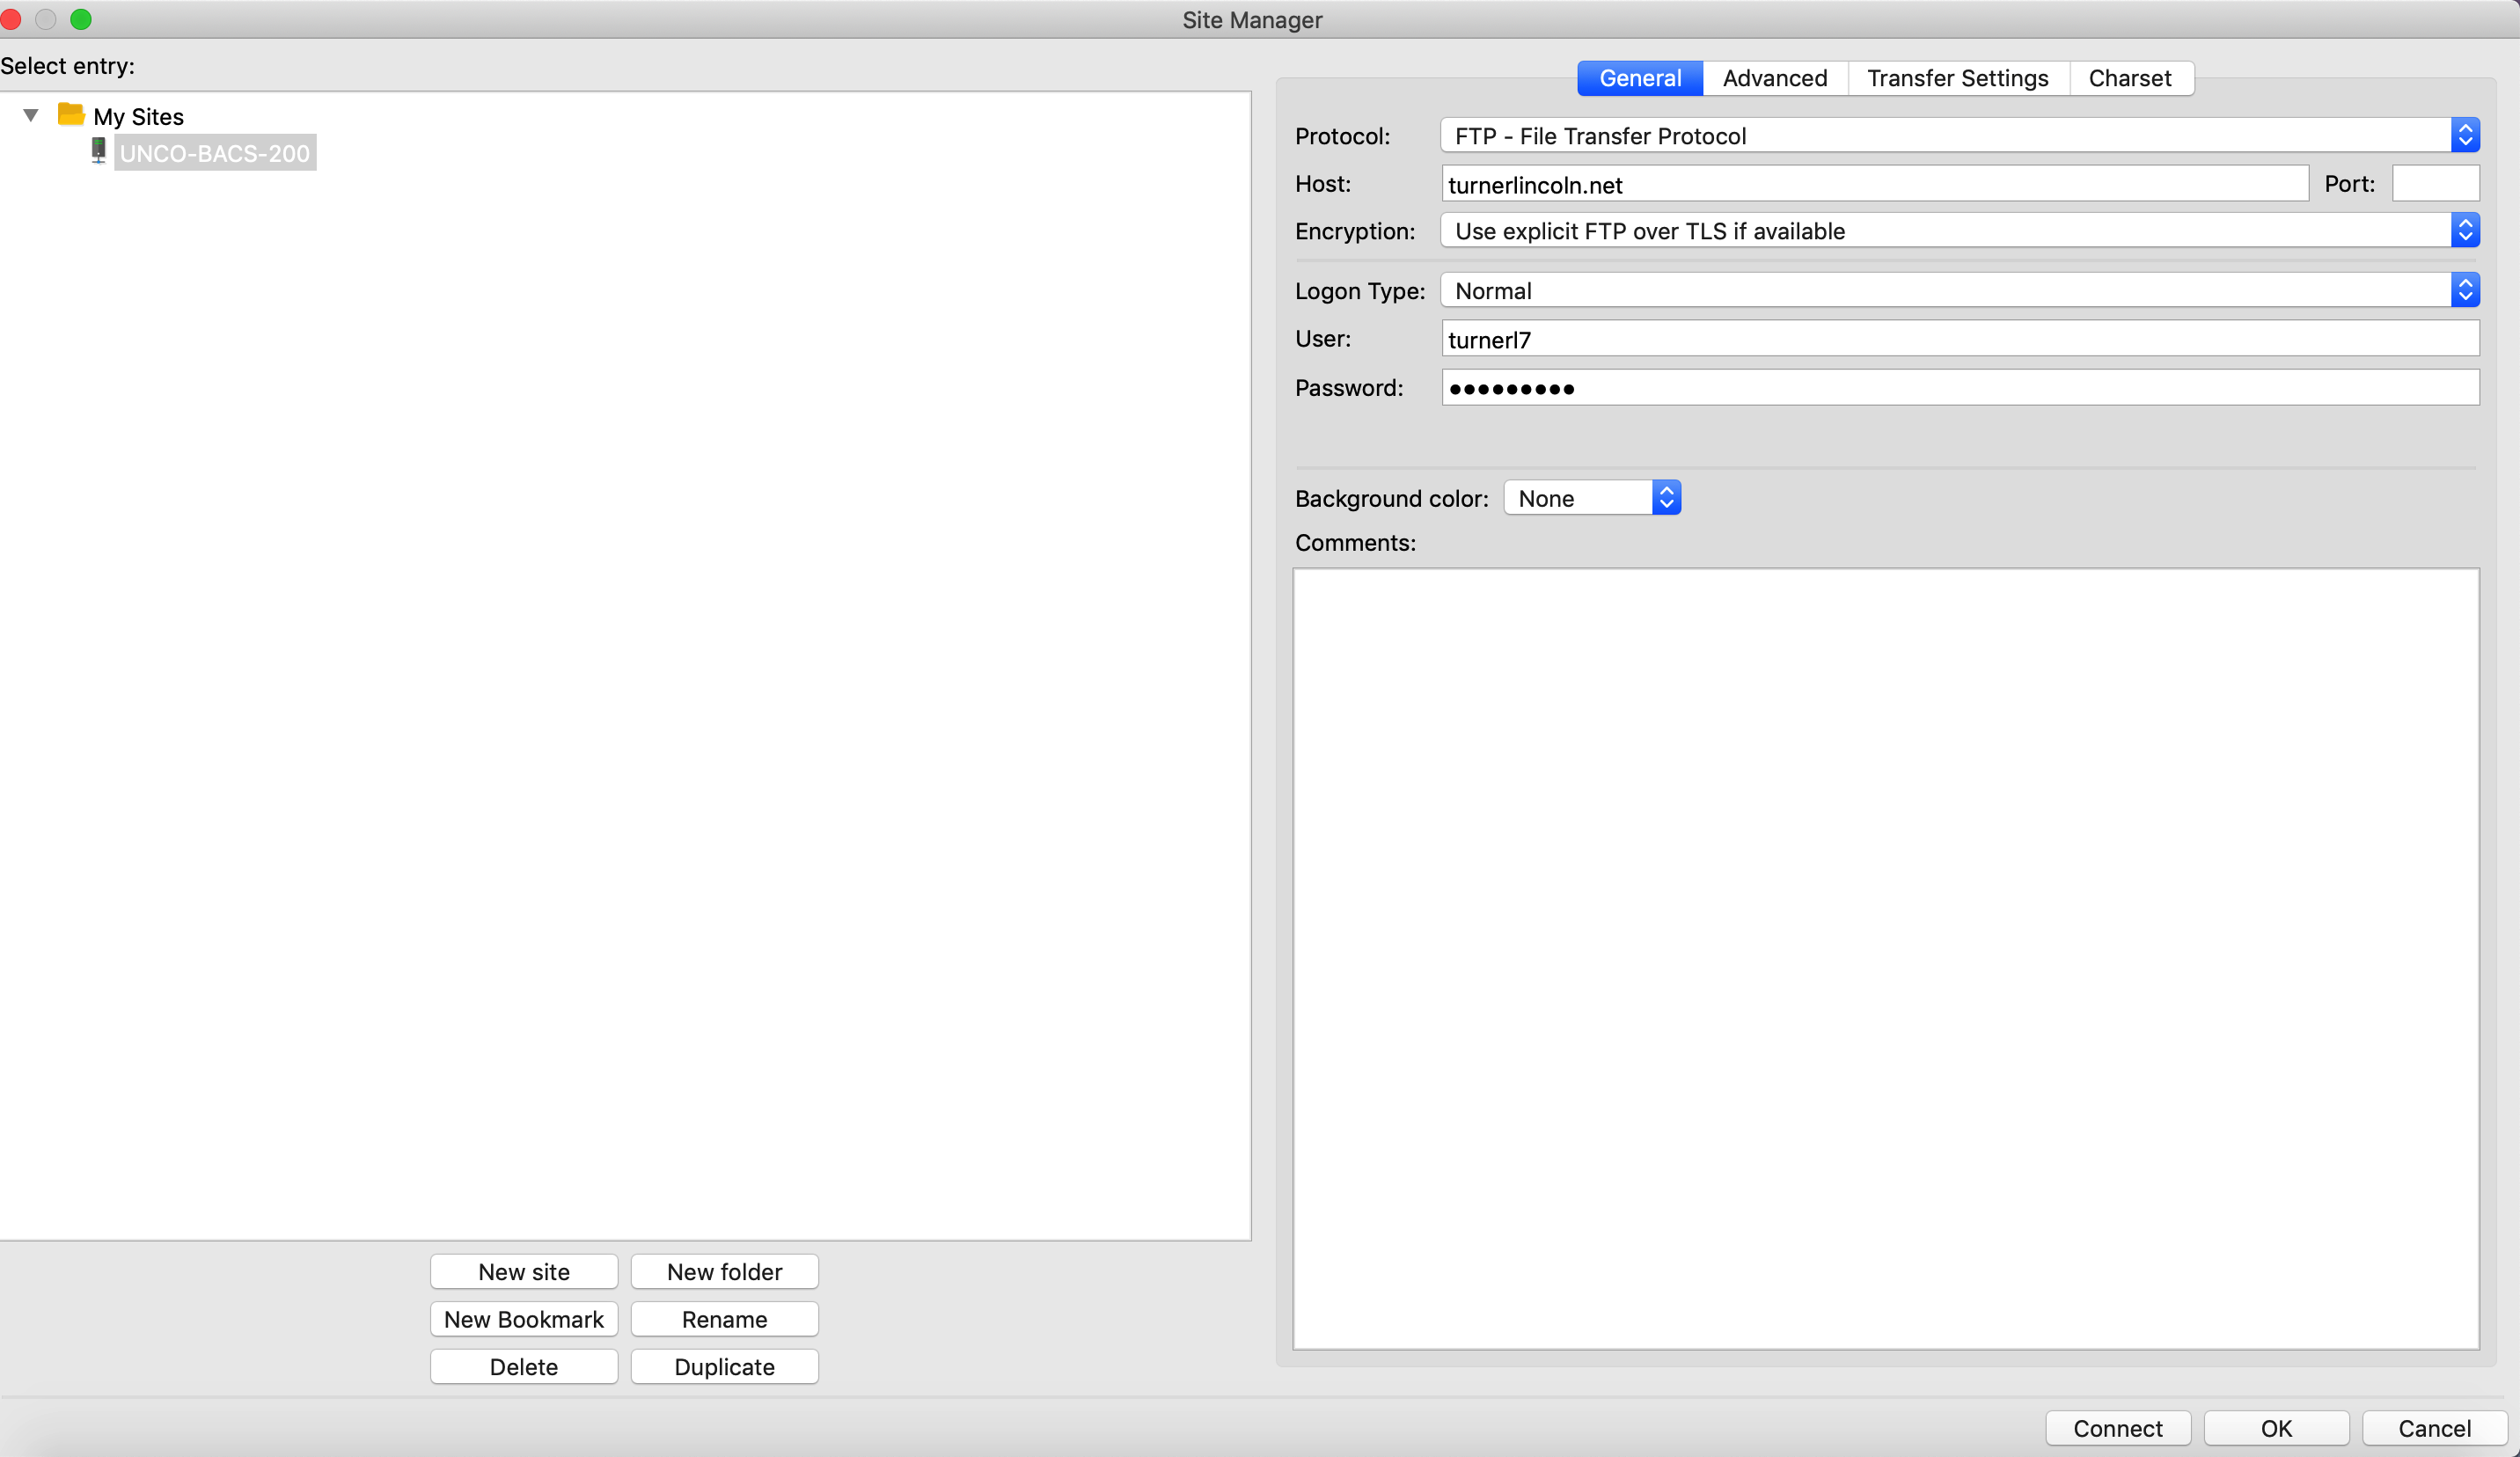 Site Manager
Select entry:
My Sites
UNCO-BACS-200
General Advanced Transfer Settings Charset
Protocol: FTP - File Transfer Protocol
Host: turnerlincoln.net Port:
Encryption: Use explicit FTP over TLS if available
Logon Type: Normal
User: turnerl7
Password: ●●●●●●●●●
Background color: None
Comments:
New site New folder
New Bookmark Rename
Delete Duplicate
Connect OK Cancel